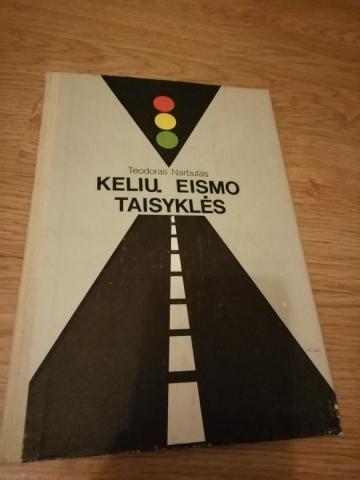 Teodoras Narbutas
KELIŲ EISMO
TAISYKLĖS